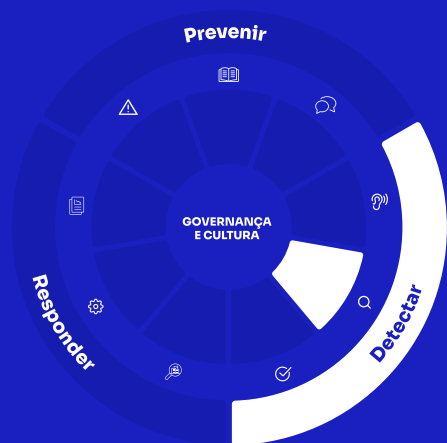 Prevenir
GOVERNANÇA
E CULTURA
Responder
Detectar